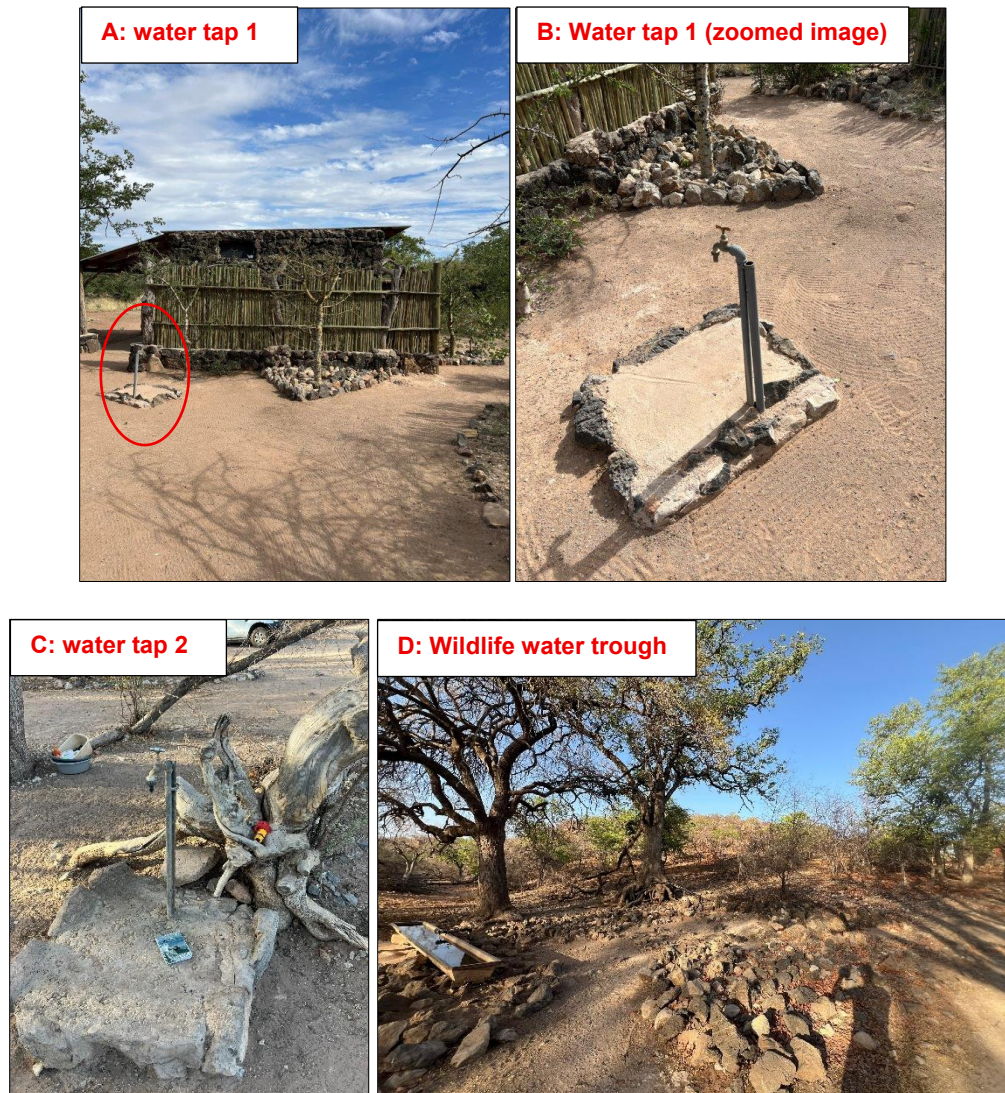 A: water tap 1
B: Water tap 1 (zoomed image)
C: water tap 2
D: Wildlife water trough